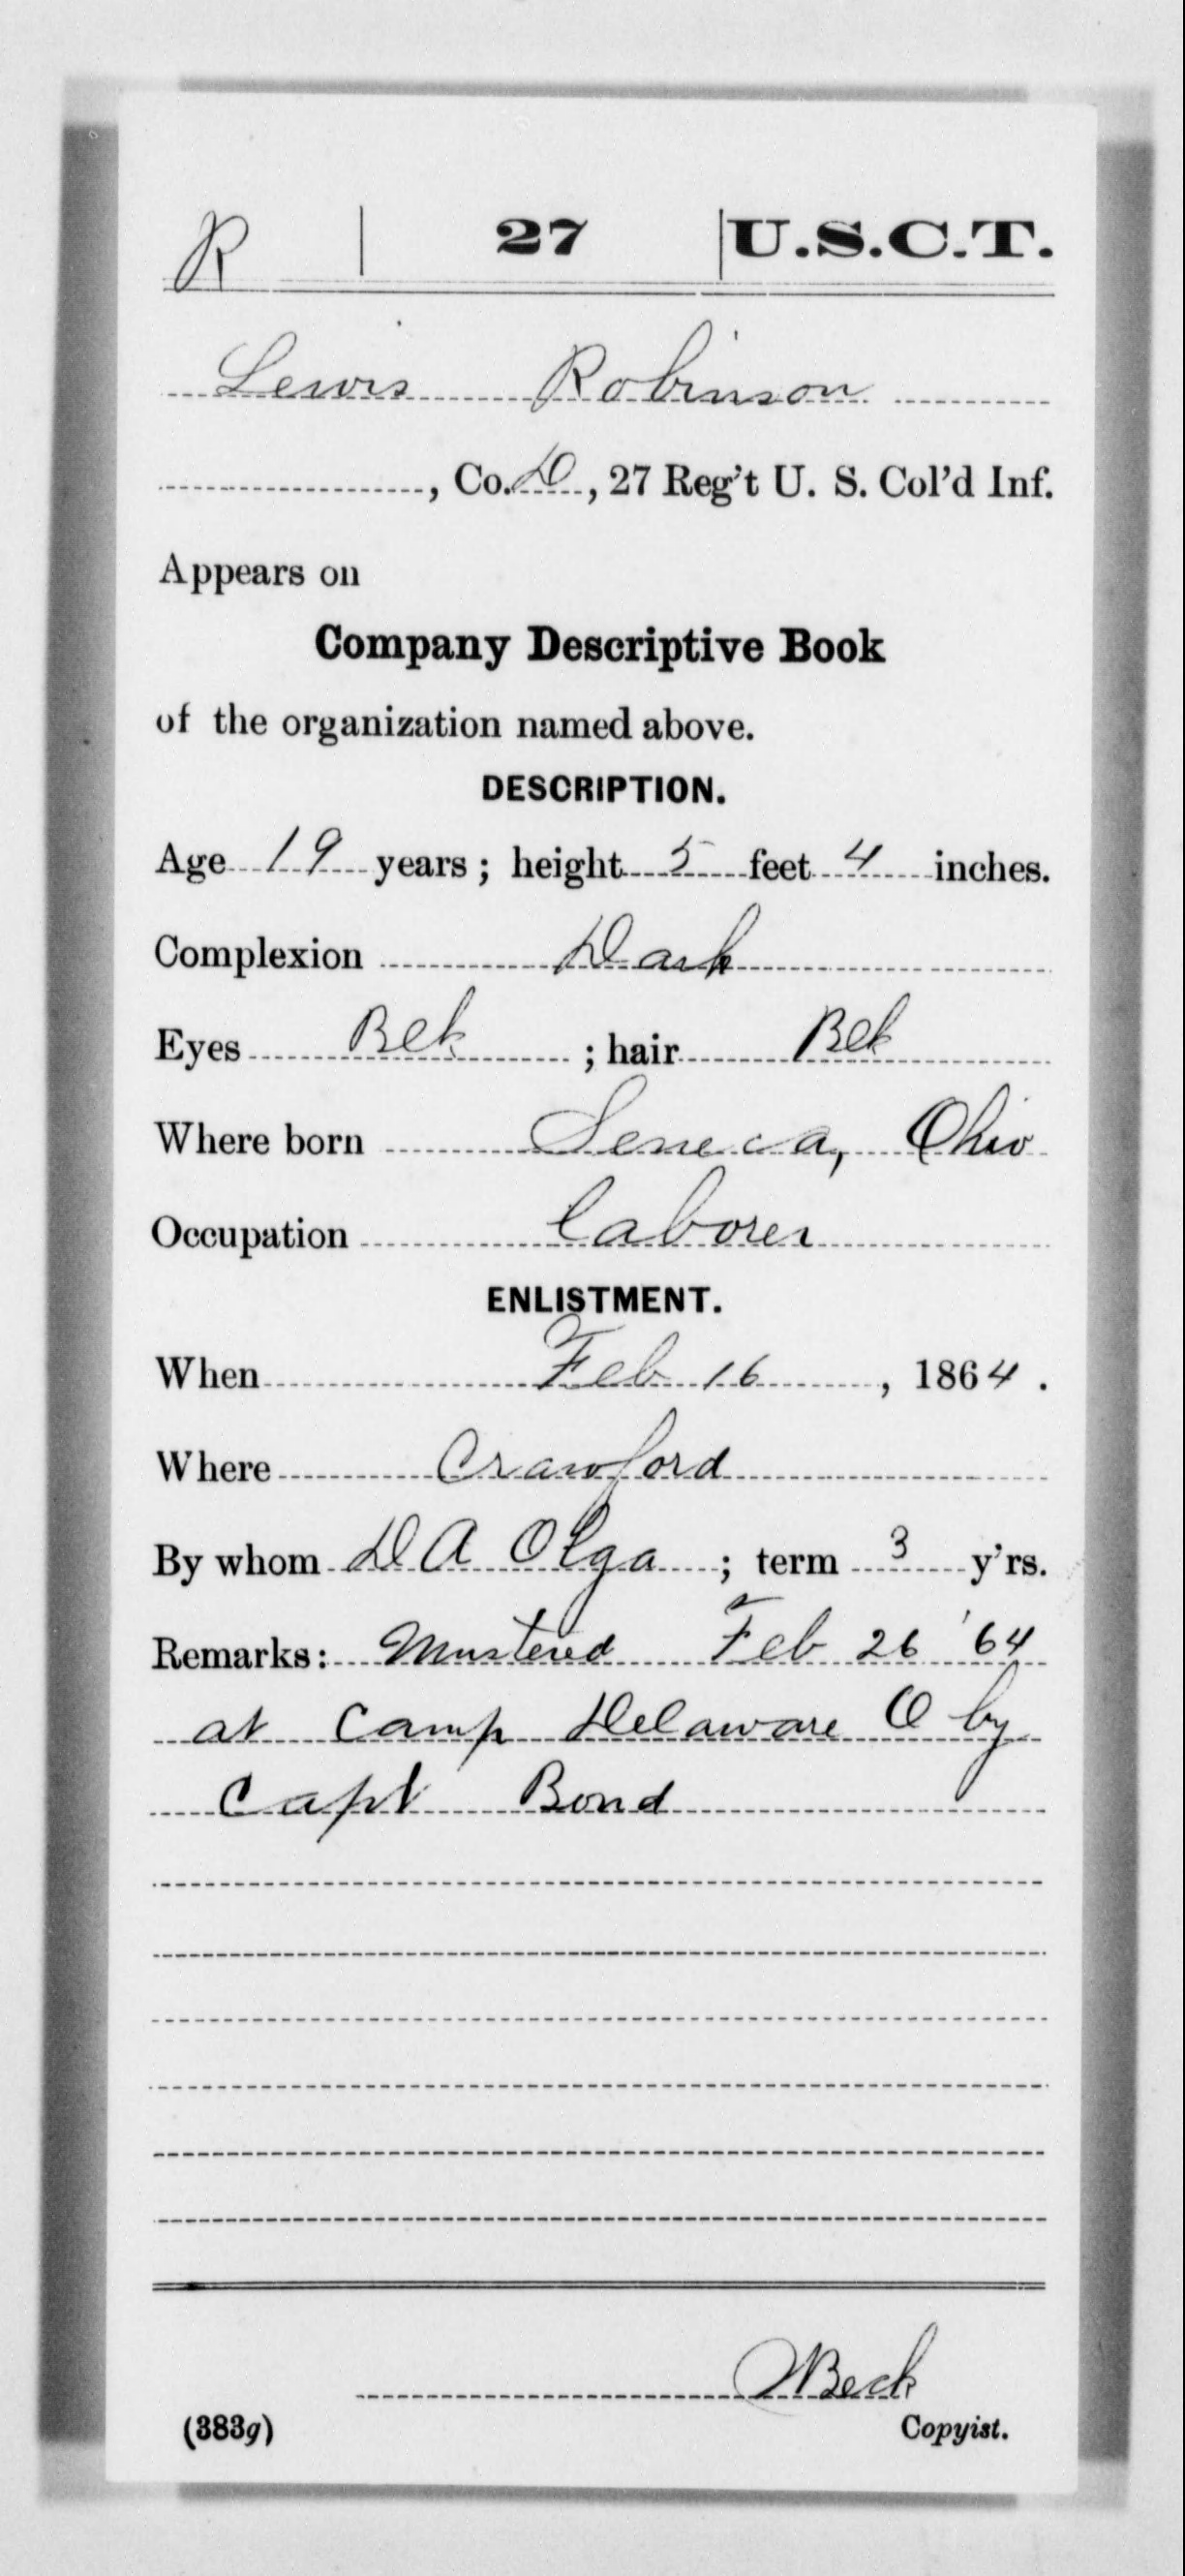 R | 27 | U.S.C.T.
Lewis Robinson
, Co. D, 27 Reg't U. S. Col'd Inf.
Appears on
Company Descriptive Book
of the organization named above.
DESCRIPTION.
Age 19 years; height 5 feet 4 inches.
Complexion Dark
Eyes Blk ; hair Blk
Where born Seneca, Ohio
Occupation laborer
ENLISTMENT.
When Feb 16, 1864.
Where Crawford
By whom D A Olga ; term 3 y'rs.
Remarks: Mustered Feb 26 '64
at Camp Delaware O by
Capt Bond
Beck
(383g) Copyist.